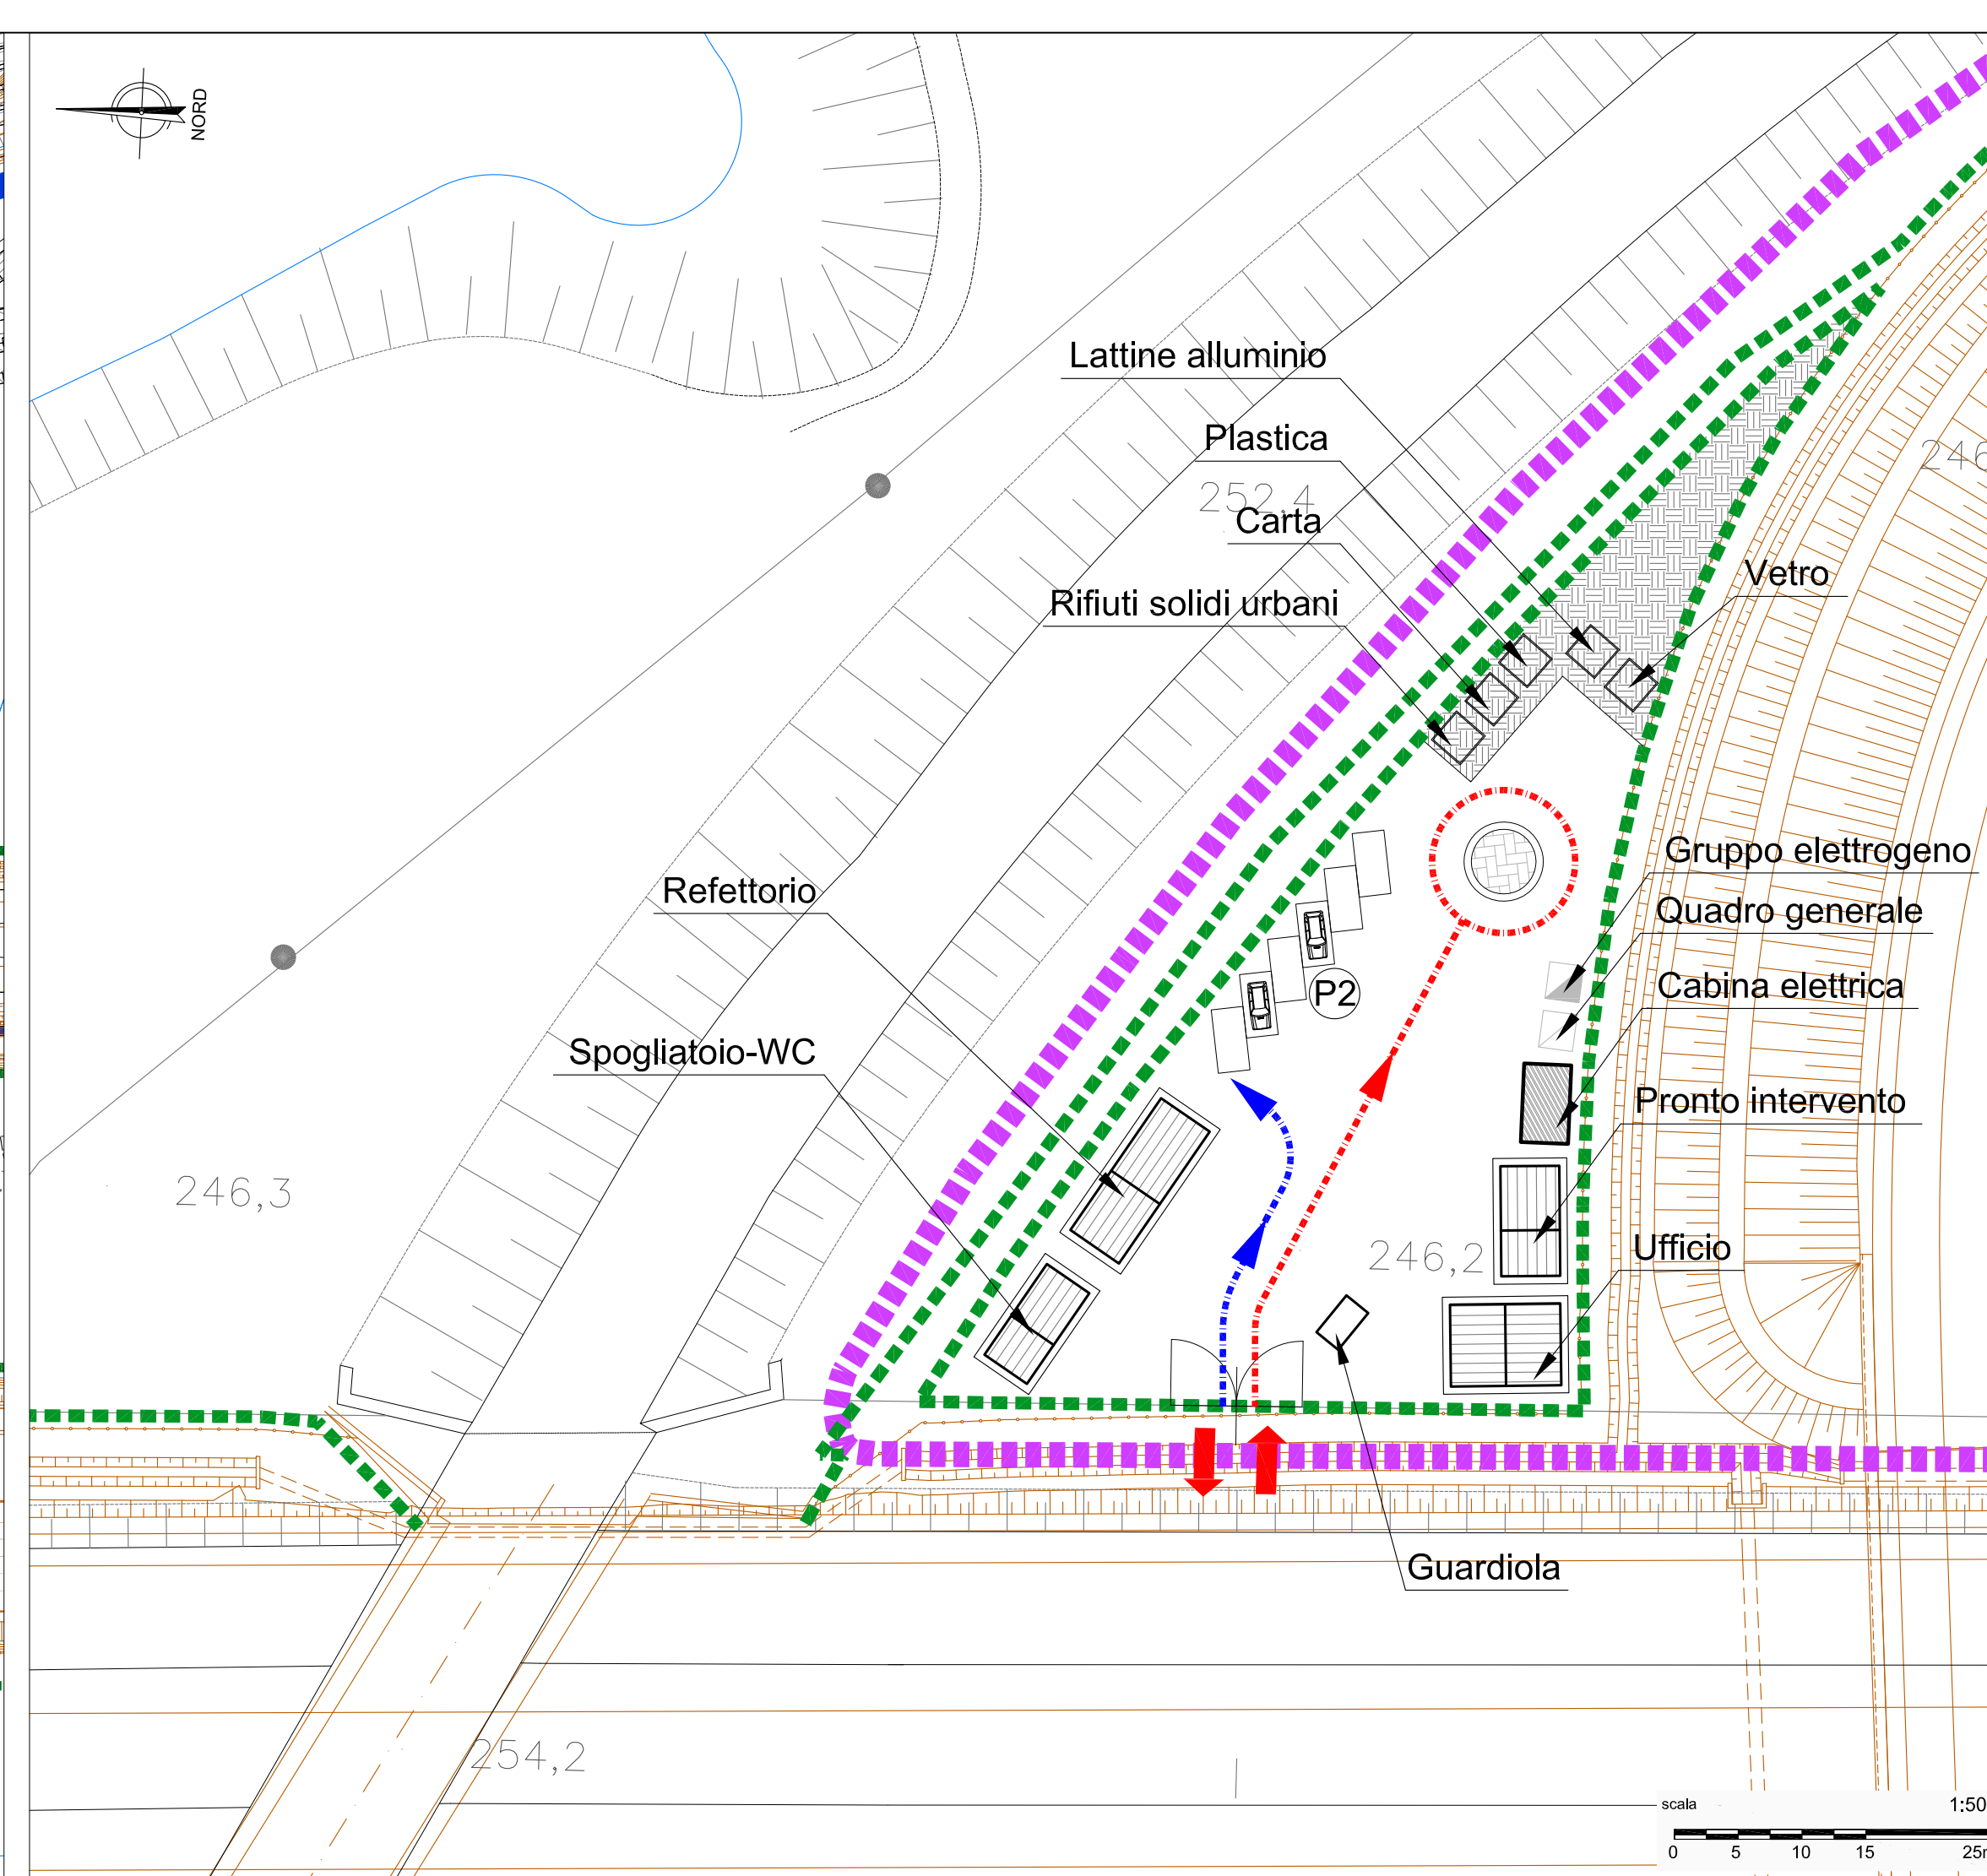 NORD
Lattine alluminio
Plastica
252,4
Carta
Rifiuti solidi urbani
246
Vetro
Gruppo elettrogeno
Refettorio
Quadro generale
P2
Cabina elettrica
Spogliatoio-WC
Pronto intervento
246,3
246,2
Ufficio
Guardiola
254,2
scala 1:50
0 5 10 15 25